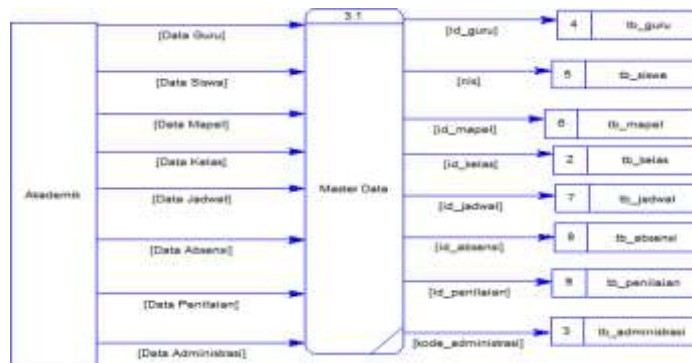 3.1
[Data Guru]
[id_guru]
4 tb_guru
[Data Siswa]
[nis]
5 tb_siswa
[Data Mapel]
[id_mapel]
6 tb_mapel
[Data Kelas]
[id_kelas]
2 tb_kelas
Akademik
Master Data
[Data Jadwal]
[id_jadwal]
7 tb_jadwal
[Data Absensi]
[id_absensi]
8 tb_absensi
[Data Penilaian]
[id_penilaian]
9 tb_penilaian
[Data Administrasi]
[kode_administrasi]
3 tb_administrasi